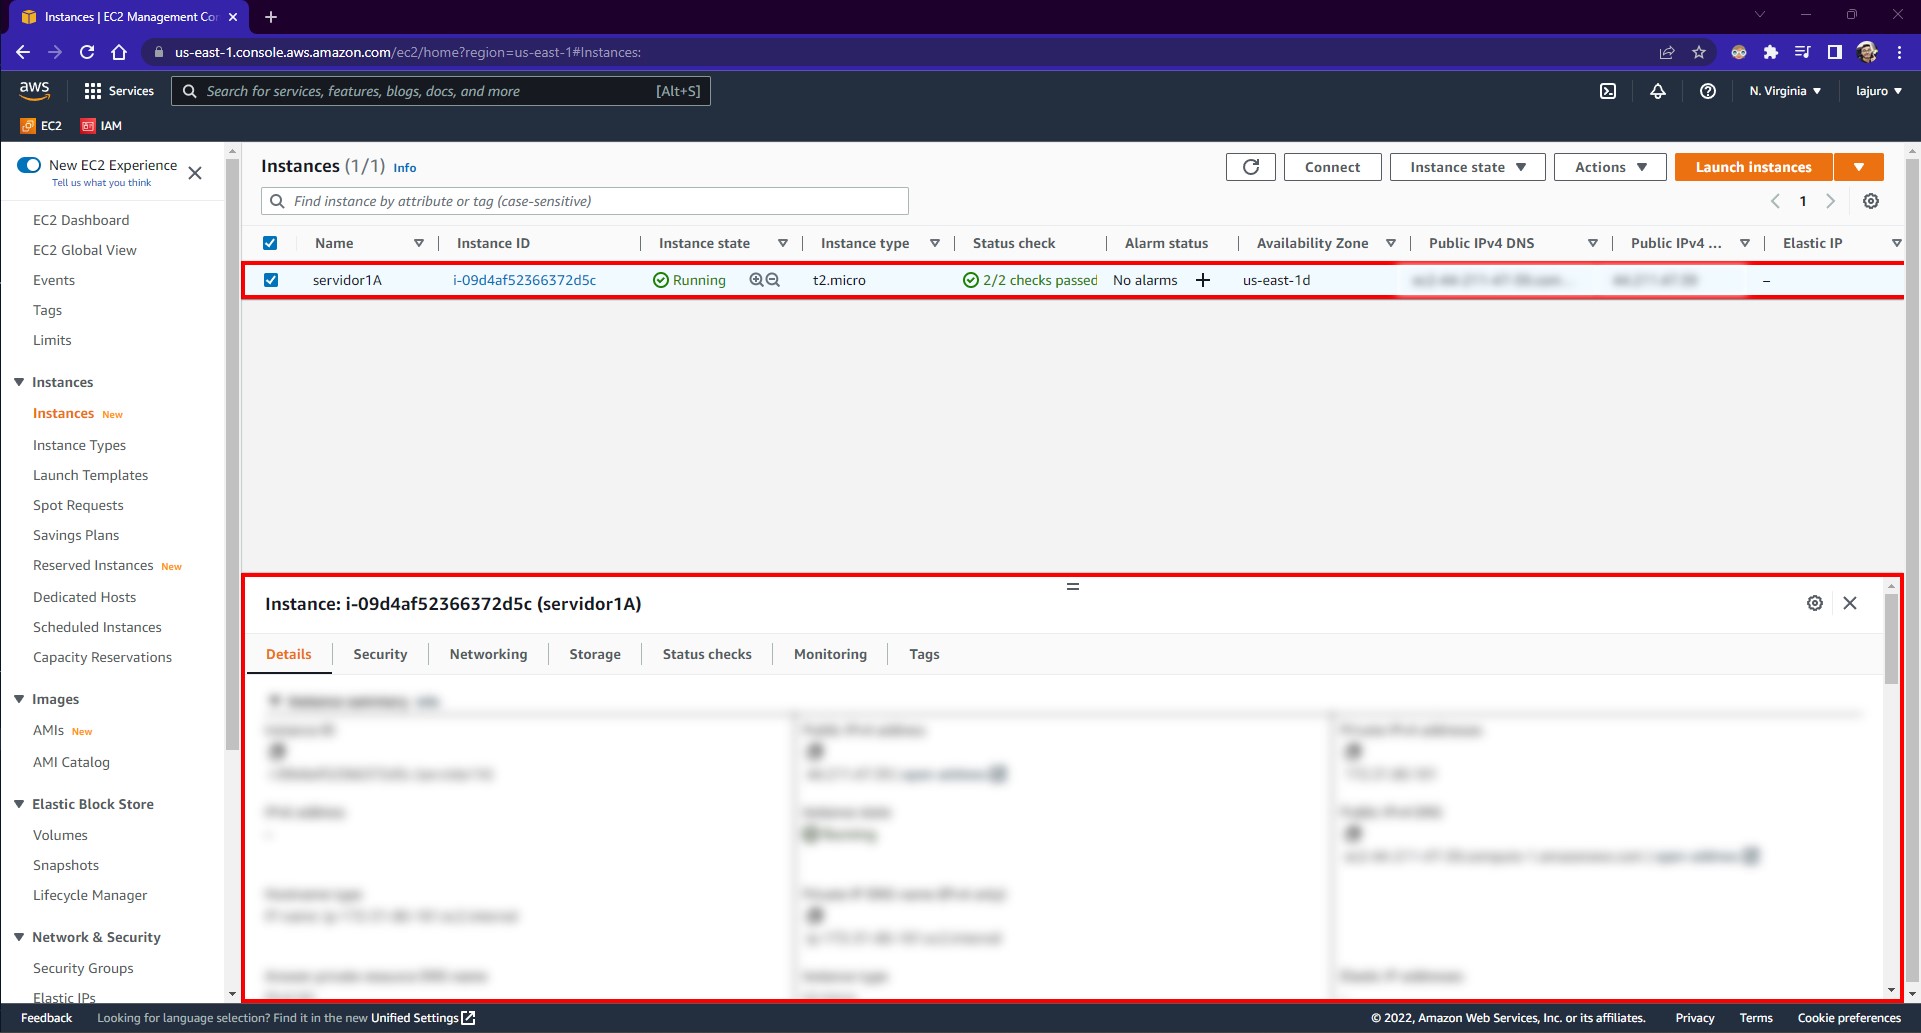 Instances | EC2 Management Con
us-east-1.console.aws.amazon.com/ec2/home?region=us-east-1#Instances:
aws Services Search for services, features, blogs, docs, and more [Alt+S] N. Virginia lajuro
EC2 IAM
New EC2 Experience
Tell us what you think
EC2 Dashboard
EC2 Global View
Events
Tags
Limits
Instances
Instances New
Instance Types
Launch Templates
Spot Requests
Savings Plans
Reserved Instances New
Dedicated Hosts
Scheduled Instances
Capacity Reservations
Images
AMIs New
AMI Catalog
Elastic Block Store
Volumes
Snapshots
Lifecycle Manager
Network & Security
Security Groups
Elastic IPs
Instances (1/1) Info Connect Instance state Actions Launch instances
Find instance by attribute or tag (case-sensitive) 1
Name Instance ID Instance state Instance type Status check Alarm status Availability Zone Public IPv4 DNS Public IPv4 ... Elastic IP
servidor1A i-09d4af52366372d5c Running t2.micro 2/2 checks passed No alarms + us-east-1d –
Instance: i-09d4af52366372d5c (servidor1A)
Details Security Networking Storage Status checks Monitoring Tags
Feedback Looking for language selection? Find it in the new Unified Settings © 2022, Amazon Web Services, Inc. or its affiliates. Privacy Terms Cookie preferences